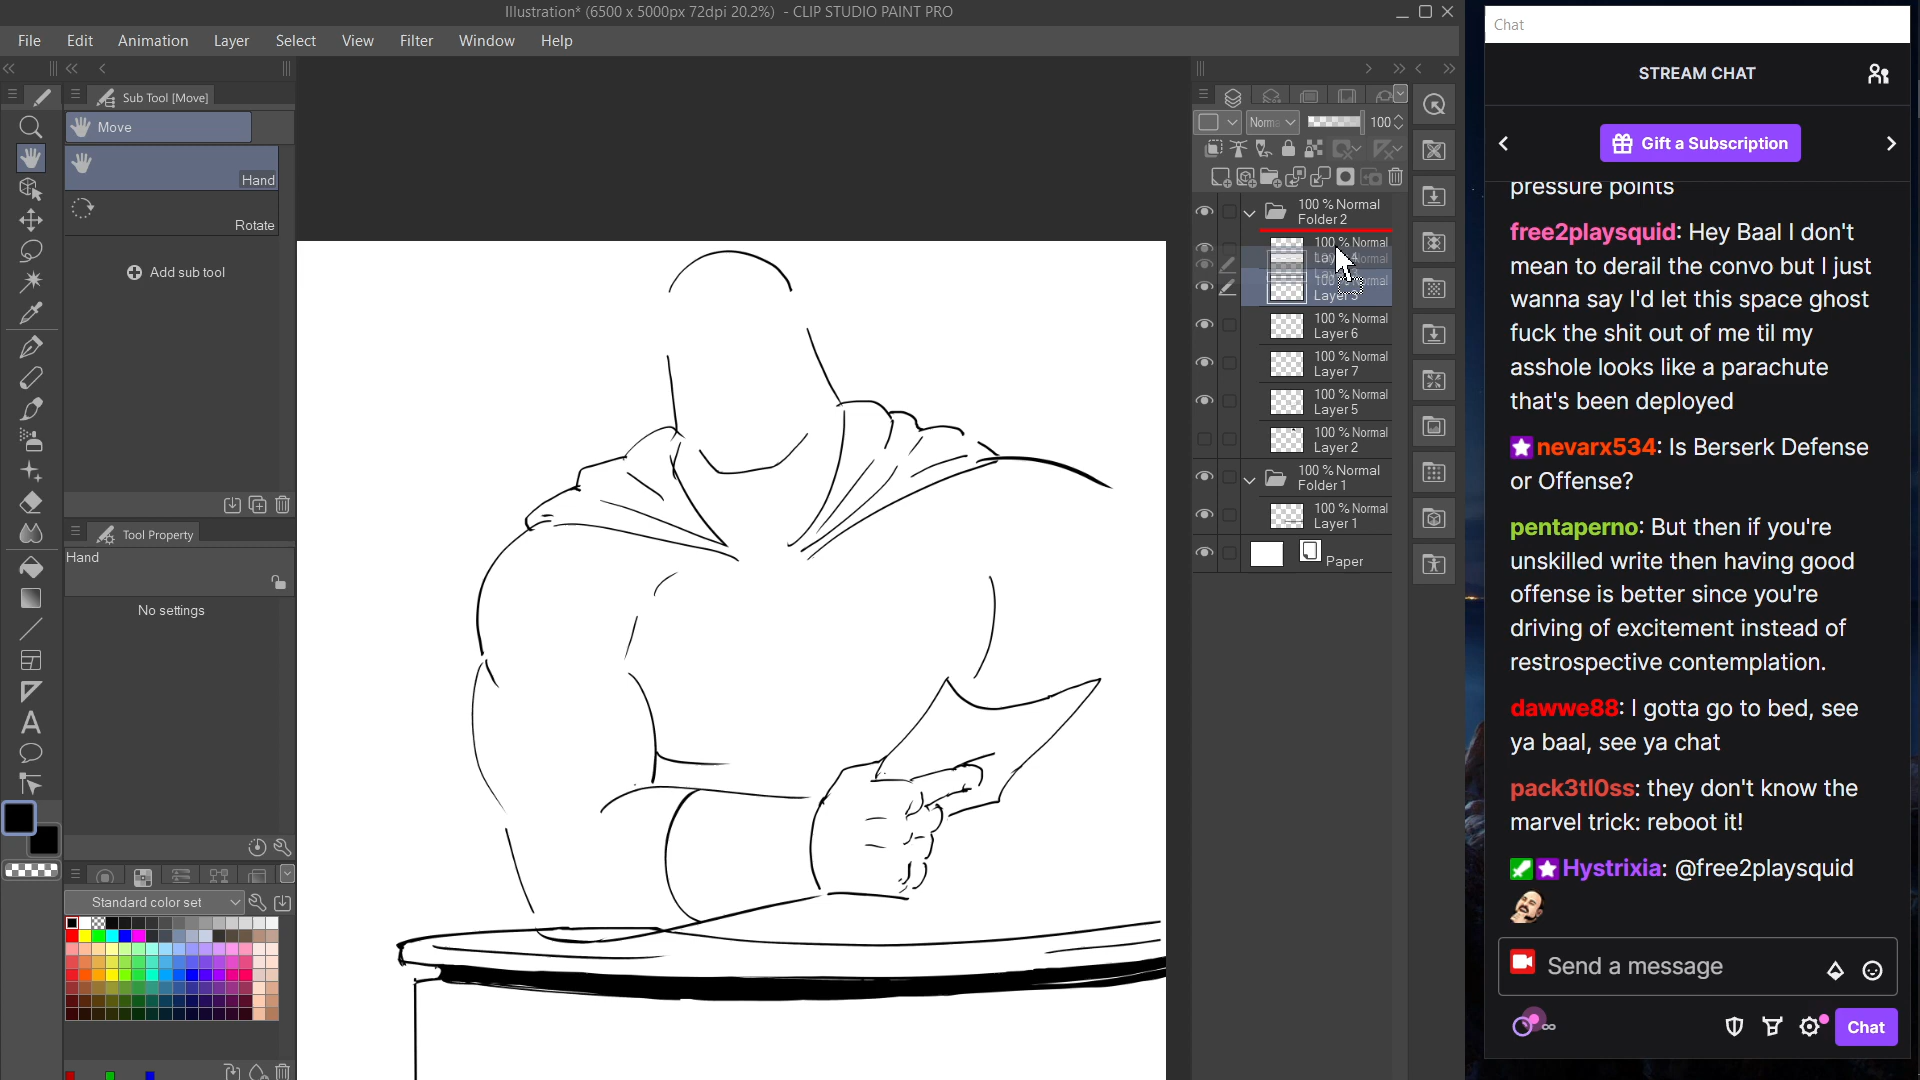 Illustration* (6500 x 5000px 72dpi 20.2%) - CLIP STUDIO PAINT PRO
File Edit Animation Layer Select View Filter Window Help
Sub Tool [Move]
Move
Hand
Rotate
Add sub tool
Tool Property
Hand
No settings
Standard color set
Norma
100
100 % Normal
Folder 2
100 % Normal
Layer 4
100 % Normal
Layer 3
100 % Normal
Layer 6
100 % Normal
Layer 7
100 % Normal
Layer 5
100 % Normal
Layer 2
100 % Normal
Folder 1
100 % Normal
Layer 1
Paper
Chat
STREAM CHAT
Gift a Subscription
pressure points
free2playsquid: Hey Baal I don't
mean to derail the convo but I just
wanna say I'd let this space ghost
fuck the shit out of me til my
asshole looks like a parachute
that's been deployed
nevarx534: Is Berserk Defense
or Offense?
pentaperno: But then if you're
unskilled write then having good
offense is better since you're
driving of excitement instead of
restrospective contemplation.
dawwe88: I gotta go to bed, see
ya baal, see ya chat
pack3tl0ss: they don't know the
marvel trick: reboot it!
Hystrixia: @free2playsquid
Send a message
Chat